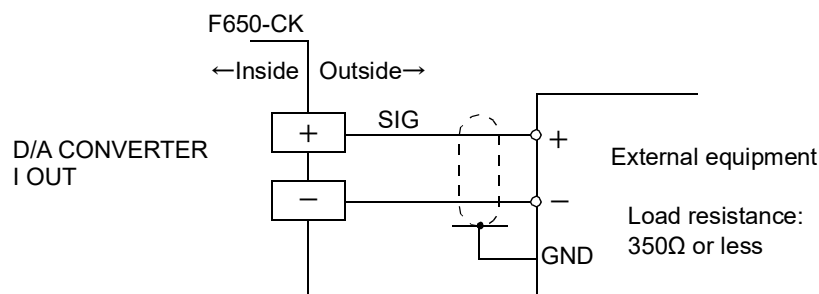 F650-CK
←Inside Outside→
SIG
+ +
D/A CONVERTER
I OUT
External equipment
− −
Load resistance:
350Ω or less
GND